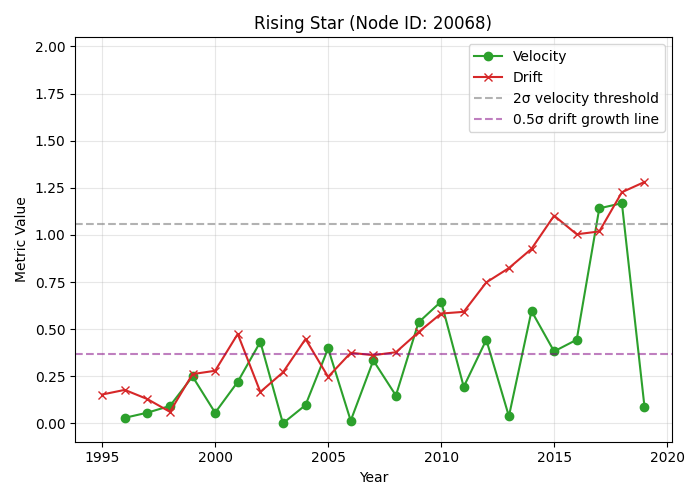 Rising Star (Node ID: 20068)
Velocity
Drift
2σ velocity threshold
0.5σ drift growth line
Metric Value
2.00
1.75
1.50
1.25
1.00
0.75
0.50
0.25
0.00
1995
2000
2005
2010
2015
2020
Year